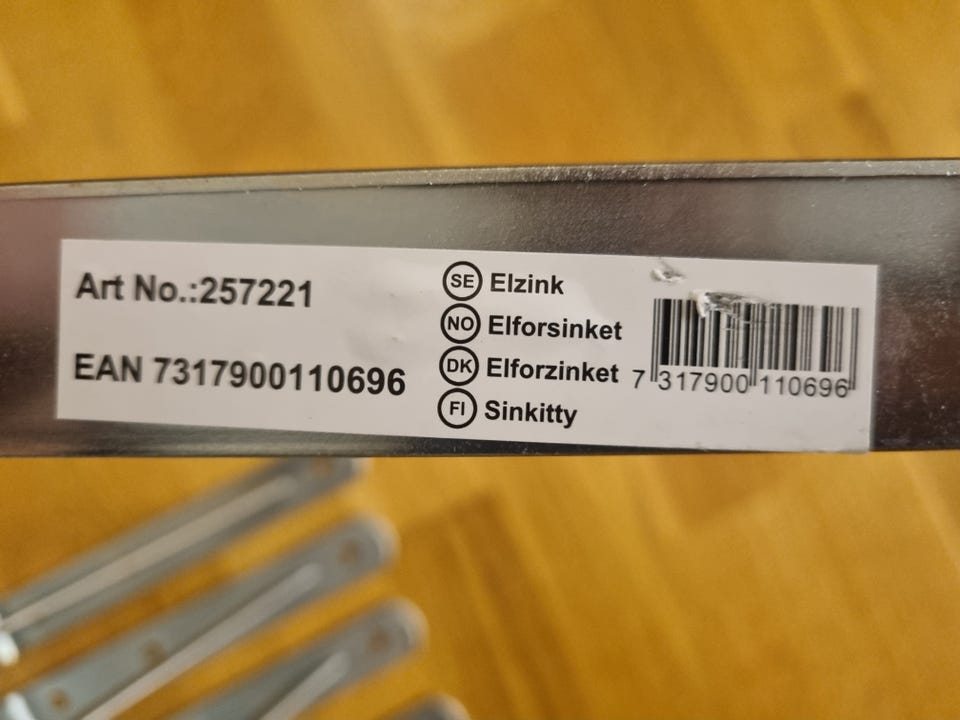 Art No.:257221
EAN 7317900110696
SE Elzink
NO Elforsinket
DK Elforzinket
FI Sinkitty
7 317900 110696